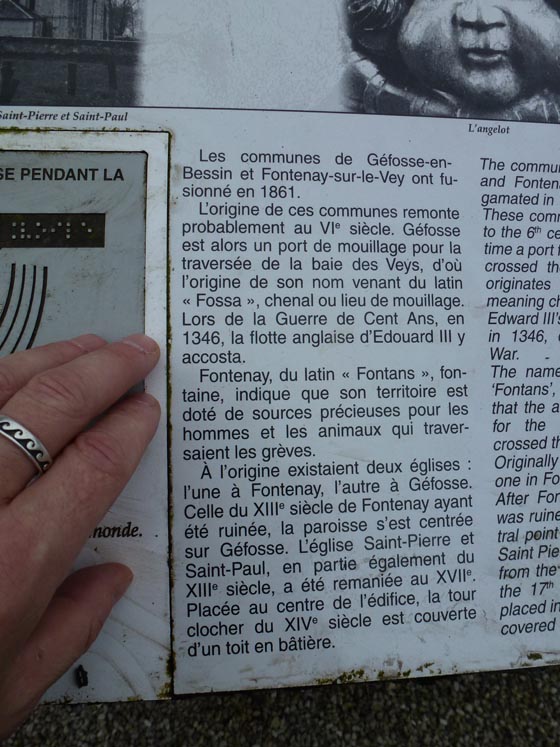 Saint-Pierre et Saint-Paul
L'angelot
SE PENDANT LA
monde.
Les communes de Géfosse-en-
Bessin et Fontenay-sur-le-Vey ont fu-
sionné en 1861.
L'origine de ces communes remonte
probablement au VIe siècle. Géfosse
est alors un port de mouillage pour la
traversée de la baie des Veys, d'où
l'origine de son nom venant du latin
« Fossa », chenal ou lieu de mouillage.
Lors de la Guerre de Cent Ans, en
1346, la flotte anglaise d'Edouard III y
accosta.
Fontenay, du latin « Fontans », fon-
taine, indique que son territoire est
doté de sources précieuses pour les
hommes et les animaux qui traver-
saient les grèves.
À l'origine existaient deux églises :
l'une à Fontenay, l'autre à Géfosse.
Celle du XIIIe siècle de Fontenay ayant
été ruinée, la paroisse s'est centrée
sur Géfosse. L'église Saint-Pierre et
Saint-Paul, en partie également du
XIIIe siècle, a été remaniée au XVIIe.
Placée au centre de l'édifice, la tour
clocher du XIVe siècle est couverte
d'un toit en bâtière.
The commu
and Fonten
gamated in
These com
to the 6th ce
time a port f
crossed th
originates
meaning ch
Edward III's
in 1346,
War.
The name
'Fontans',
that the a
for the
crossed th
Originally
one in Fo
After Fon
was ruine
tral point
Saint Pie
from the
the 17th
placed in
covered